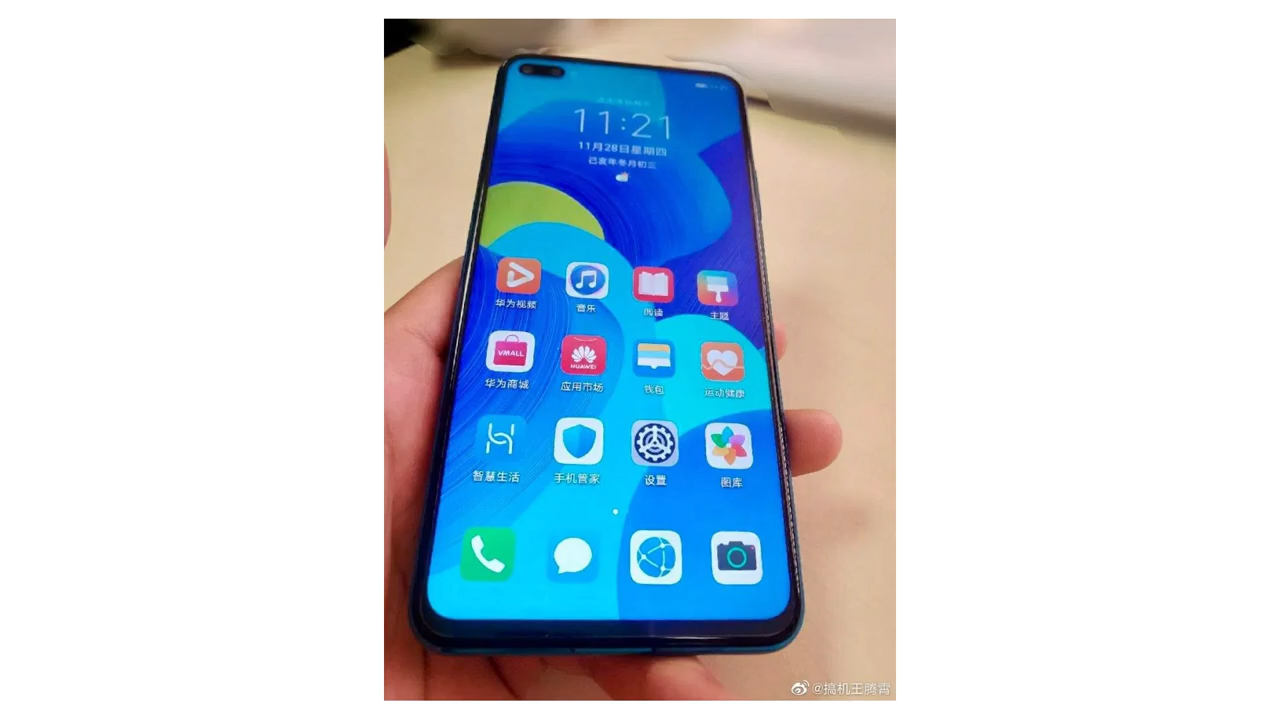 11:21
11月28日星期四
己亥年冬月初三
华为视频
音乐
阅读
主题
VMALL
HUAWEI
华为商城
应用市场
钱包
运动健康
智慧生活
手机管家
设置
图库
@搞机王腾霄